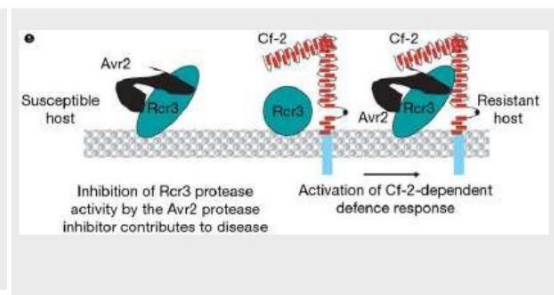 Cf-2
Cf-2
Avr2
Susceptible
host
Rcr3
Rcr3
Rcr3
Avr2
Resistant
host
Inhibition of Rcr3 protease
activity by the Avr2 protease
inhibitor contributes to disease
Activation of Cf-2-dependent
defence response